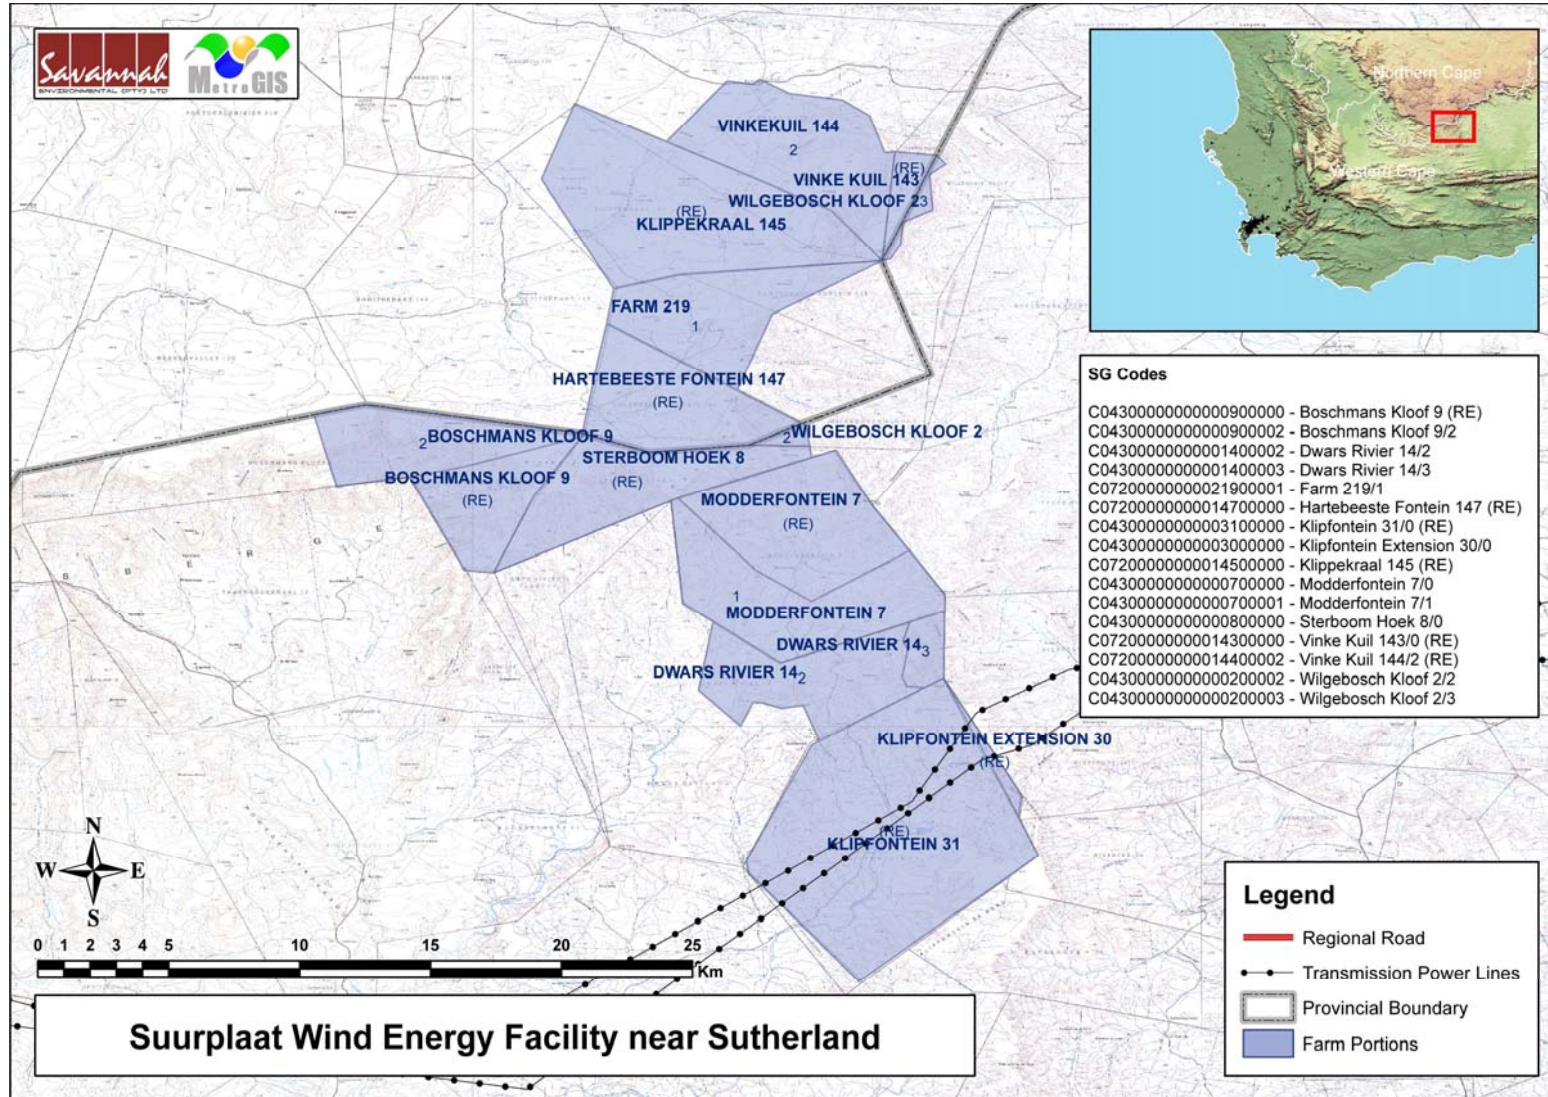 Savannah
ENVIRONMENTAL (PTY) LTD
MetroGIS
Northern Cape
Western Cape
VINKEKUIL 144
2
(RE)
VINKE KUIL 143
WILGEBOSCH KLOOF 23
(RE)
KLIPPEKRAAL 145
FARM 219
1
HARTEBEESTE FONTEIN 147
(RE)
2 BOSCHMANS KLOOF 9
2 WILGEBOSCH KLOOF 2
STERBOOM HOEK 8
(RE)
BOSCHMANS KLOOF 9
(RE)
MODDERFONTEIN 7
(RE)
1
MODDERFONTEIN 7
DWARS RIVIER 14 3
DWARS RIVIER 14 2
KLIPFONTEIN EXTENSION 30
(RE)
(RE)
KLIPFONTEIN 31
SG Codes
C04300000000000900000 - Boschmans Kloof 9 (RE)
C04300000000000900002 - Boschmans Kloof 9/2
C04300000000001400002 - Dwars Rivier 14/2
C04300000000001400003 - Dwars Rivier 14/3
C07200000000021900001 - Farm 219/1
C07200000000014700000 - Hartebeeste Fontein 147 (RE)
C04300000000003100000 - Klipfontein 31/0 (RE)
C04300000000003000000 - Klipfontein Extension 30/0
C07200000000014500000 - Klippekraal 145 (RE)
C04300000000000700000 - Modderfontein 7/0
C04300000000000700001 - Modderfontein 7/1
C04300000000000800000 - Sterboom Hoek 8/0
C07200000000014300000 - Vinke Kuil 143/0 (RE)
C07200000000014400002 - Vinke Kuil 144/2 (RE)
C04300000000000200002 - Wilgebosch Kloof 2/2
C04300000000000200003 - Wilgebosch Kloof 2/3
N
W E
S
0 1 2 3 4 5 10 15 20 25
Km
Legend
Regional Road
Transmission Power Lines
Provincial Boundary
Farm Portions
Suurplaat Wind Energy Facility near Sutherland